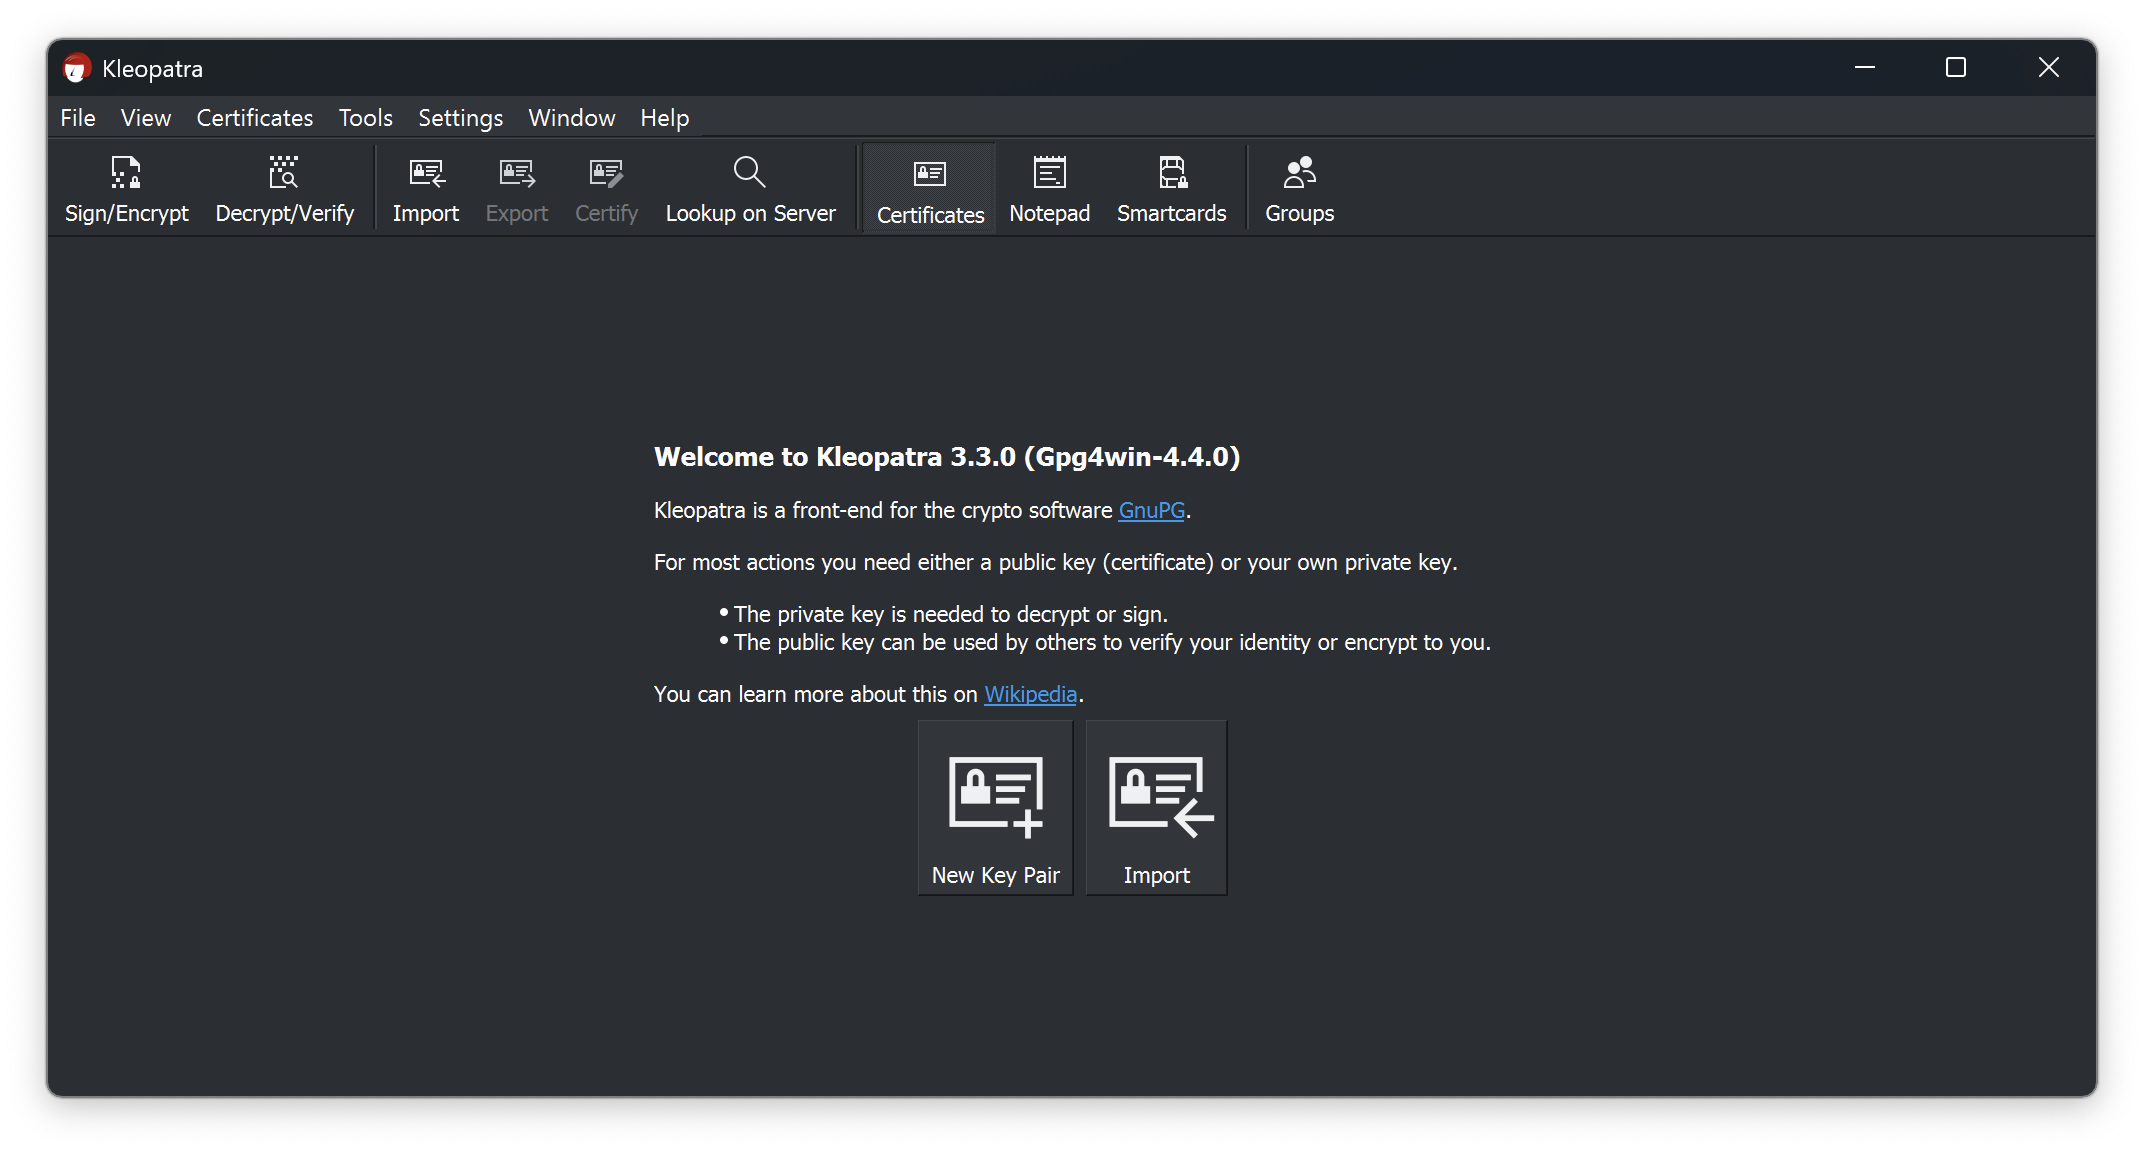 Kleopatra
File View Certificates Tools Settings Window Help
Sign/Encrypt Decrypt/Verify Import Export Certify Lookup on Server Certificates Notepad Smartcards Groups
Welcome to Kleopatra 3.3.0 (Gpg4win-4.4.0)
Kleopatra is a front-end for the crypto software GnuPG.
For most actions you need either a public key (certificate) or your own private key.
• The private key is needed to decrypt or sign.
• The public key can be used by others to verify your identity or encrypt to you.
You can learn more about this on Wikipedia.
New Key Pair Import